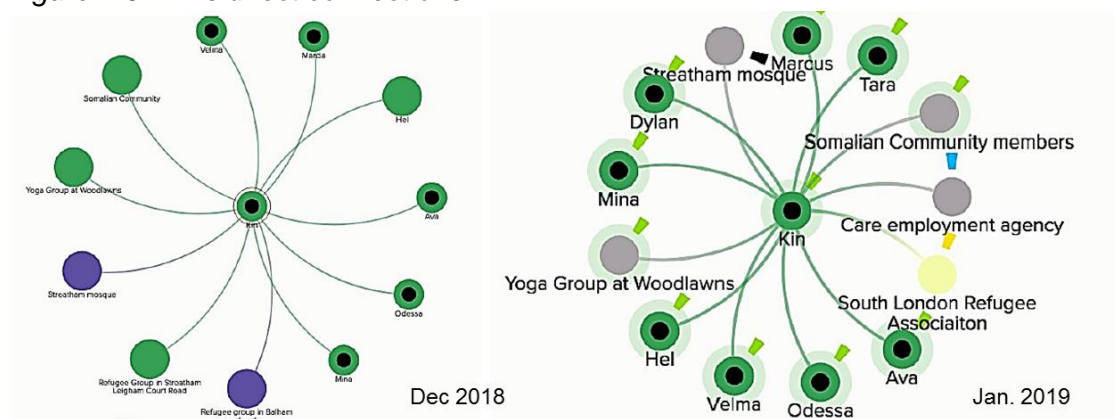 Velma
Somalian Community
Hel
Yoga Group at Woodlawns
Ava
Streatham mosque
Odessa
Refugee Group in Streatham
Leigham Court Road
Mina
Refugee group in Balham
Dec 2018
Streatham mosque
Marcus
Tara
Dylan
Somalian Community members
Mina
Kin
Care employment agency
Yoga Group at Woodlawns
South London Refugee
Associaiton
Hel
Ava
Velma
Odessa
Jan. 2019